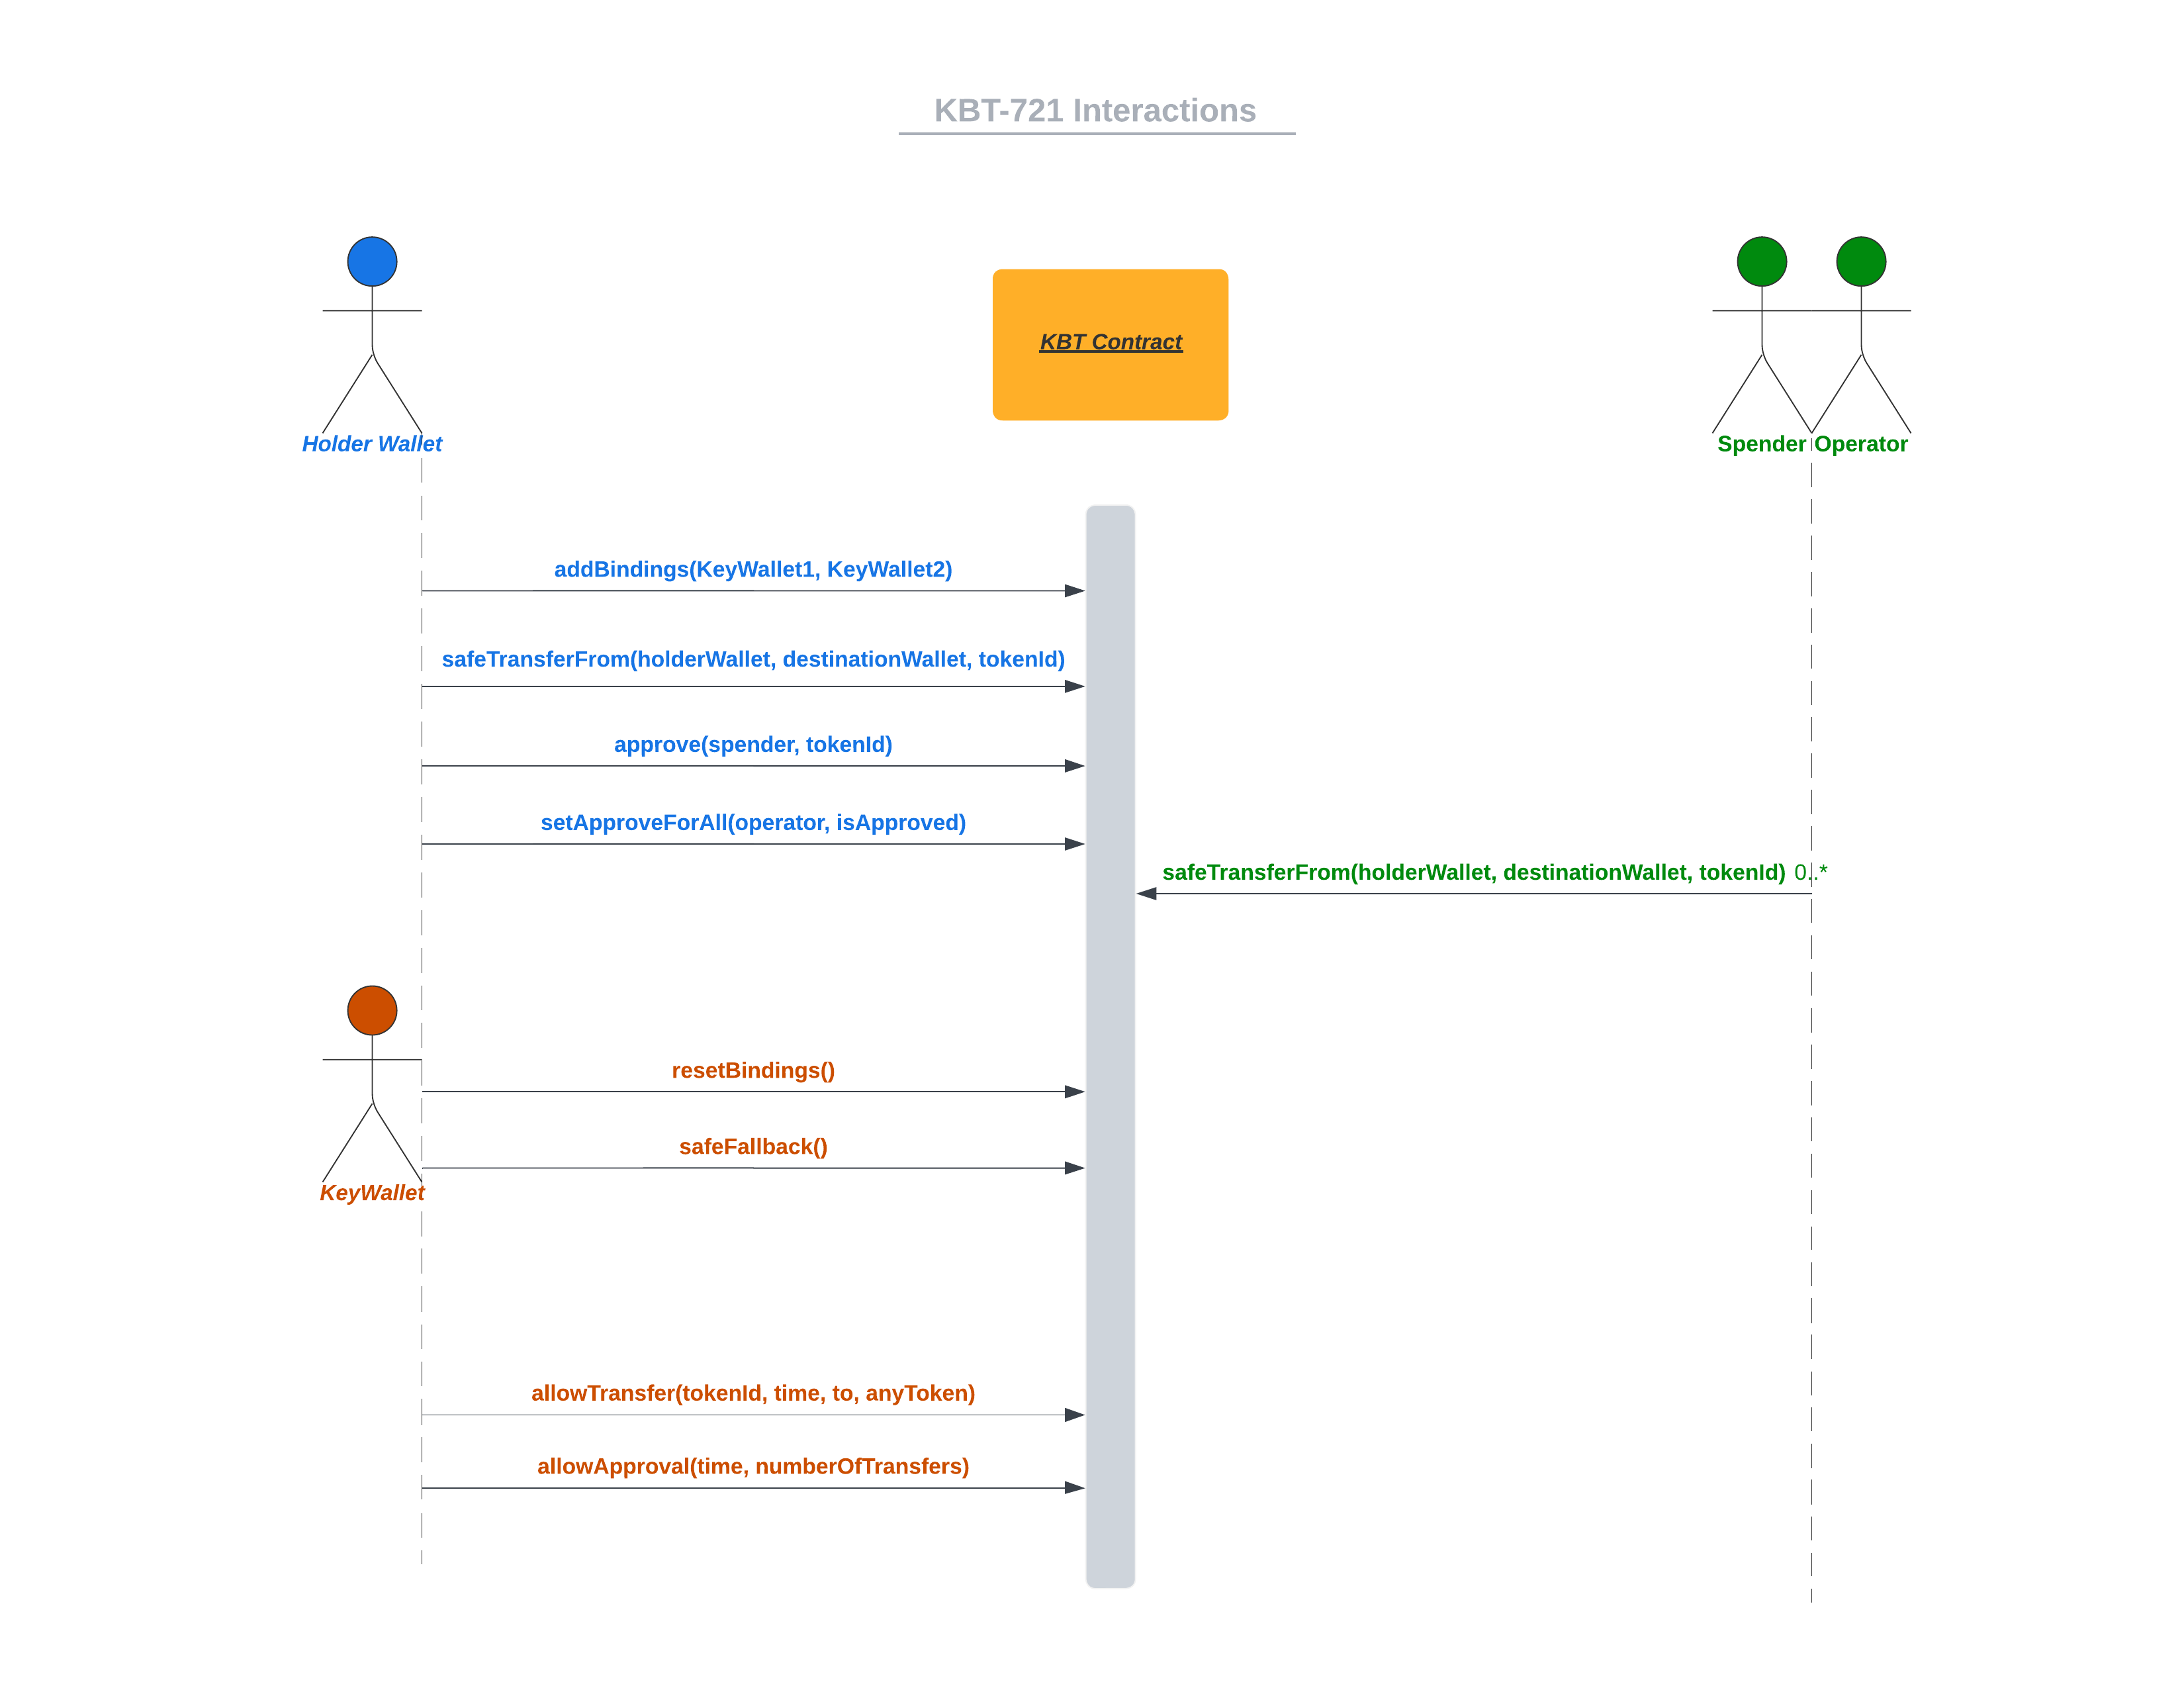 KBT-721 Interactions
KBT Contract
Holder Wallet
Spender
Operator
addBindings(KeyWallet1, KeyWallet2)
safeTransferFrom(holderWallet, destinationWallet, tokenId)
approve(spender, tokenId)
setApproveForAll(operator, isApproved)
safeTransferFrom(holderWallet, destinationWallet, tokenId) 0..*
resetBindings()
safeFallback()
KeyWallet
allowTransfer(tokenId, time, to, anyToken)
allowApproval(time, numberOfTransfers)